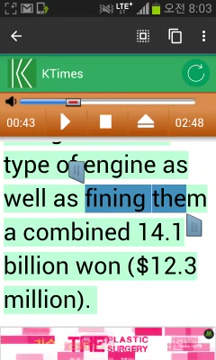 LTE
오전 8:03
KTimes
00:43
02:48
type of engine as
well as fining them
a combined 14.1
billion won ($12.3
million).
THE PLASTIC
SURGERY